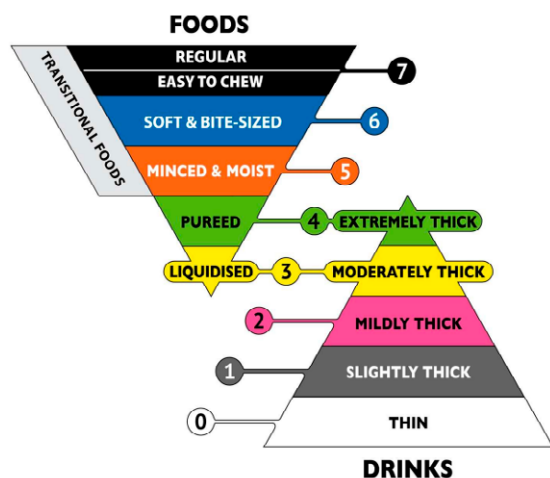 FOODS
TRANSITIONAL FOODS
REGULAR
EASY TO CHEW
7
SOFT & BITE-SIZED
6
MINCED & MOIST
5
PUREED
4
EXTREMELY THICK
LIQUIDISED
3
MODERATELY THICK
2
MILDLY THICK
1
SLIGHTLY THICK
0
THIN
DRINKS